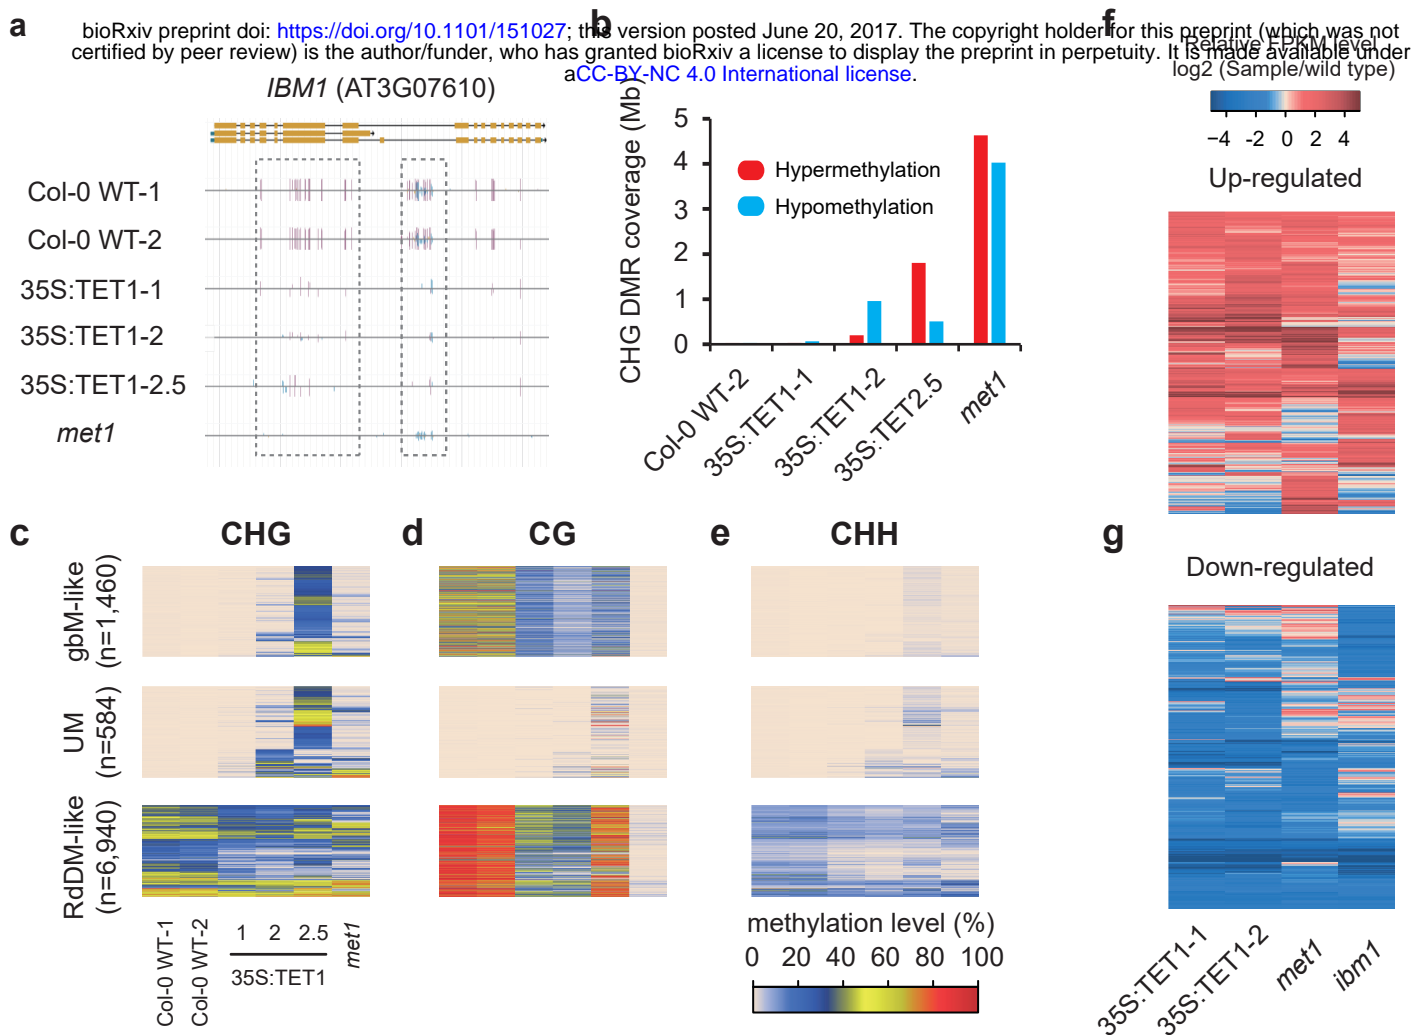 a
b
f
bioRxiv preprint doi: https://doi.org/10.1101/151027; this version posted June 20, 2017. The copyright holder for this preprint (which was not
certified by peer review) is the author/funder, who has granted bioRxiv a license to display the preprint in perpetuity. It is made available under
aCC-BY-NC 4.0 International license.
IBM1 (AT3G07610)
Col-0 WT-1
Col-0 WT-2
35S:TET1-1
35S:TET1-2
35S:TET1-2.5
met1
CHG DMR coverage (Mb)
5
4
3
2
1
0
Hypermethylation
Hypomethylation
Col-0 WT-2
35S:TET1-1
35S:TET1-2
35S:TET2.5
met1
Relative FPKM level
log2 (Sample/wild type)
−4 −2 0 2 4
Up-regulated
c
CHG
d
CG
e
CHH
g
Down-regulated
gbM-like
(n=1,460)
UM
(n=584)
RdDM-like
(n=6,940)
Col-0 WT-1
Col-0 WT-2
1 2 2.5
35S:TET1
met1
methylation level (%)
0 20 40 60 80 100
35S:TET1-1
35S:TET1-2
met1
ibm1